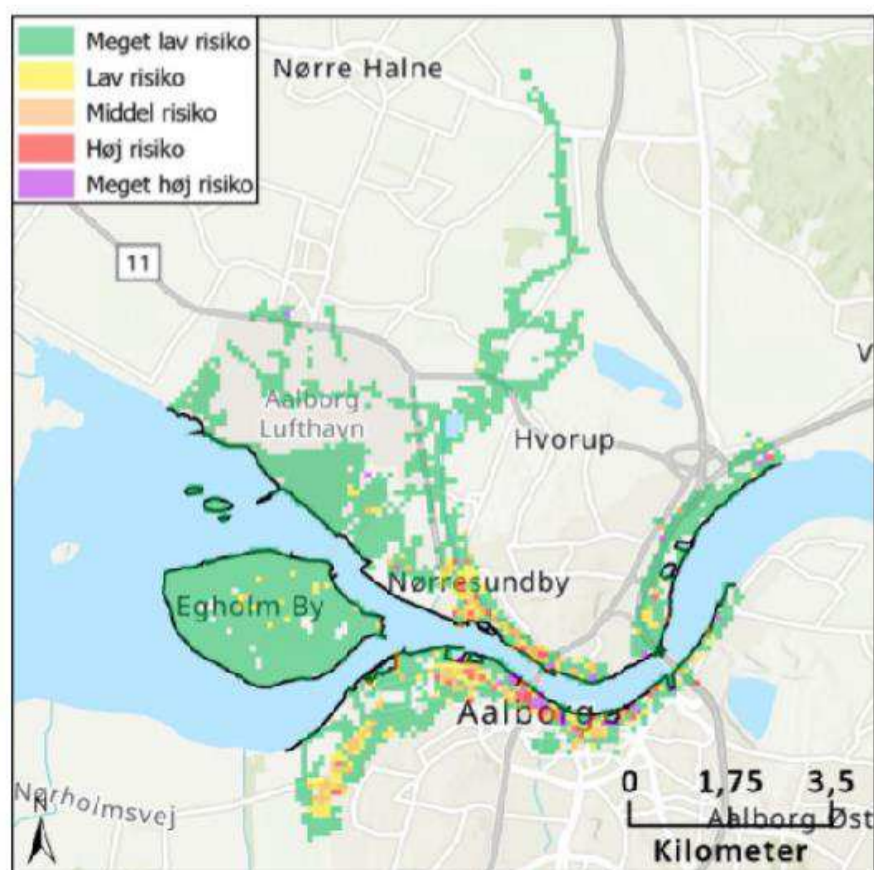 Meget lav risiko
Lav risiko
Middel risiko
Høj risiko
Meget høj risiko
Nørre Halne
11
V
Aalborg
Lufthavn
Hvorup
Nørresundby
Egholm By
Aalborg
0 1,75 3,5
Nørholmsvej
N
Aalborg Øst
Kilometer